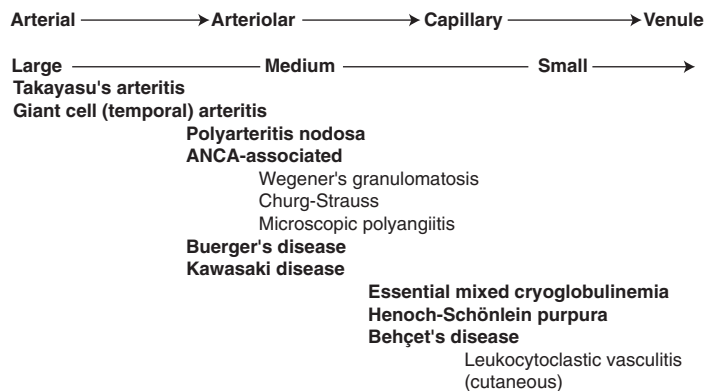 Arterial Arteriolar Capillary Venule
Large Medium Small
Takayasu's arteritis
Giant cell (temporal) arteritis
Polyarteritis nodosa
ANCA-associated
Wegener's granulomatosis
Churg-Strauss
Microscopic polyangiitis
Buerger's disease
Kawasaki disease
Essential mixed cryoglobulinemia
Henoch-Schönlein purpura
Behçet's disease
Leukocytoclastic vasculitis
(cutaneous)